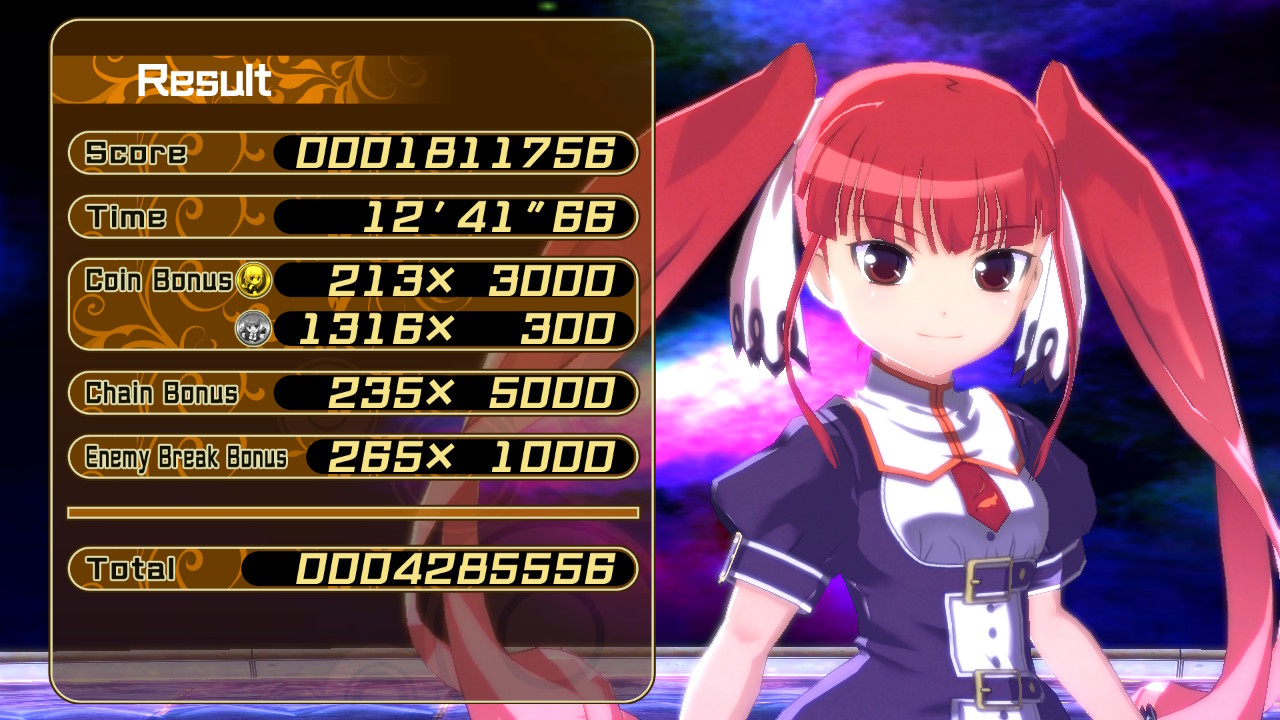 Result
Score 0001811756
Time 12’41”66
Coin Bonus 213× 3000
1316× 300
Chain Bonus 235× 5000
Enemy Break Bonus 265× 1000
Total 0004285556